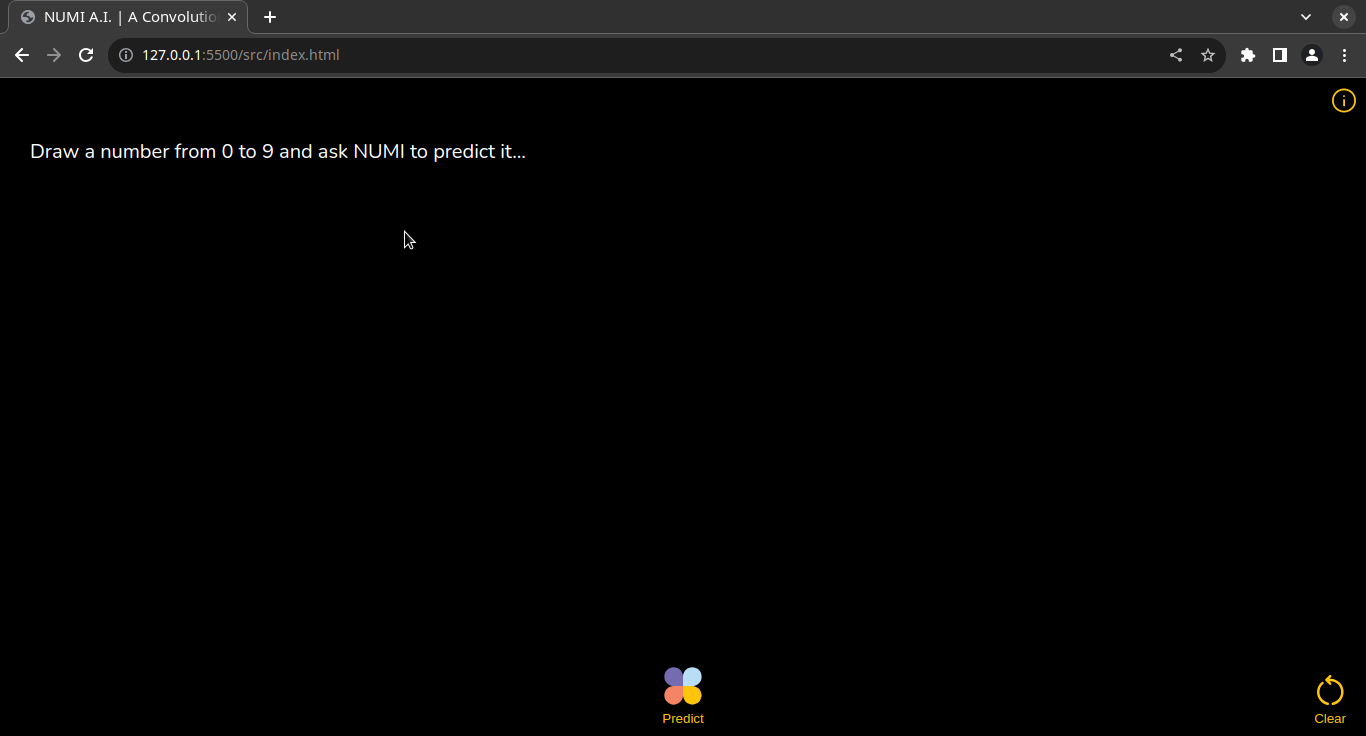 NUMI A.I. | A Convolutio
127.0.0.1:5500/src/index.html
Draw a number from 0 to 9 and ask NUMI to predict it...
Predict
Clear